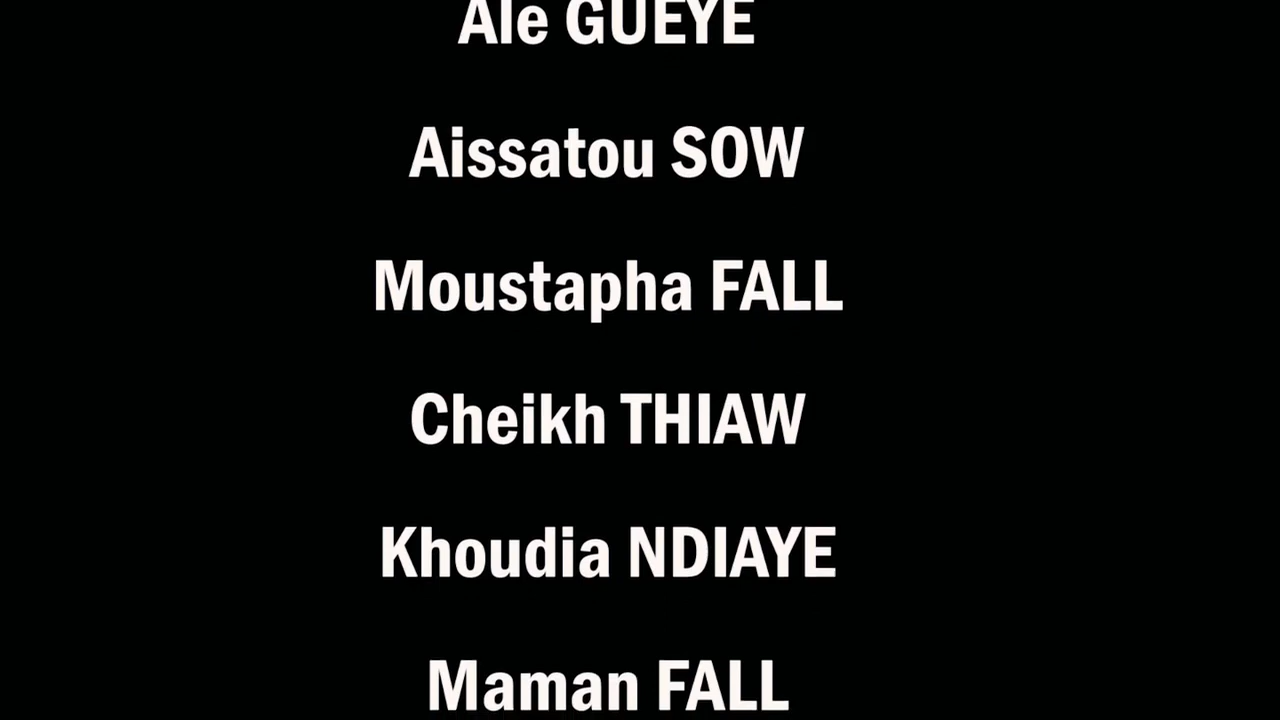 Ale GUEYE
Aissatou SOW
Moustapha FALL
Cheikh THIAW
Khoudia NDIAYE
Maman FALL